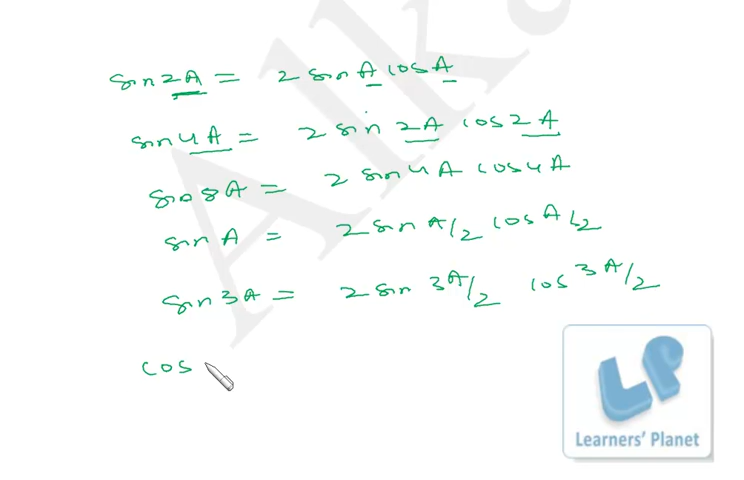 sin 2A = 2 sin A cos A
sin 4A = 2 sin 2A cos 2A
sin 8A = 2 sin 4A cos 4A
sin A = 2 sin A/2 cos A/2
sin 3A = 2 sin 3A/2 cos 3A/2
cos
LP
Learners' Planet